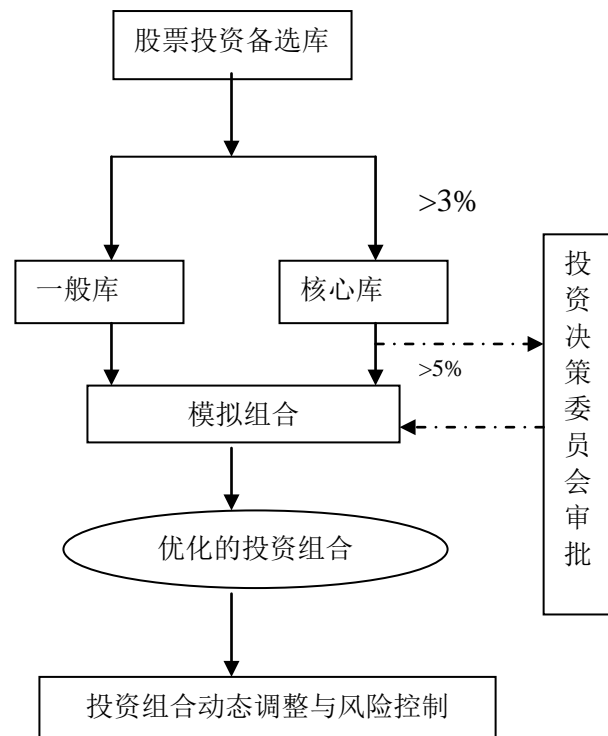 股票投资备选库
>3%
一般库
核心库
>5%
投资决策委员会审批
模拟组合
优化的投资组合
投资组合动态调整与风险控制